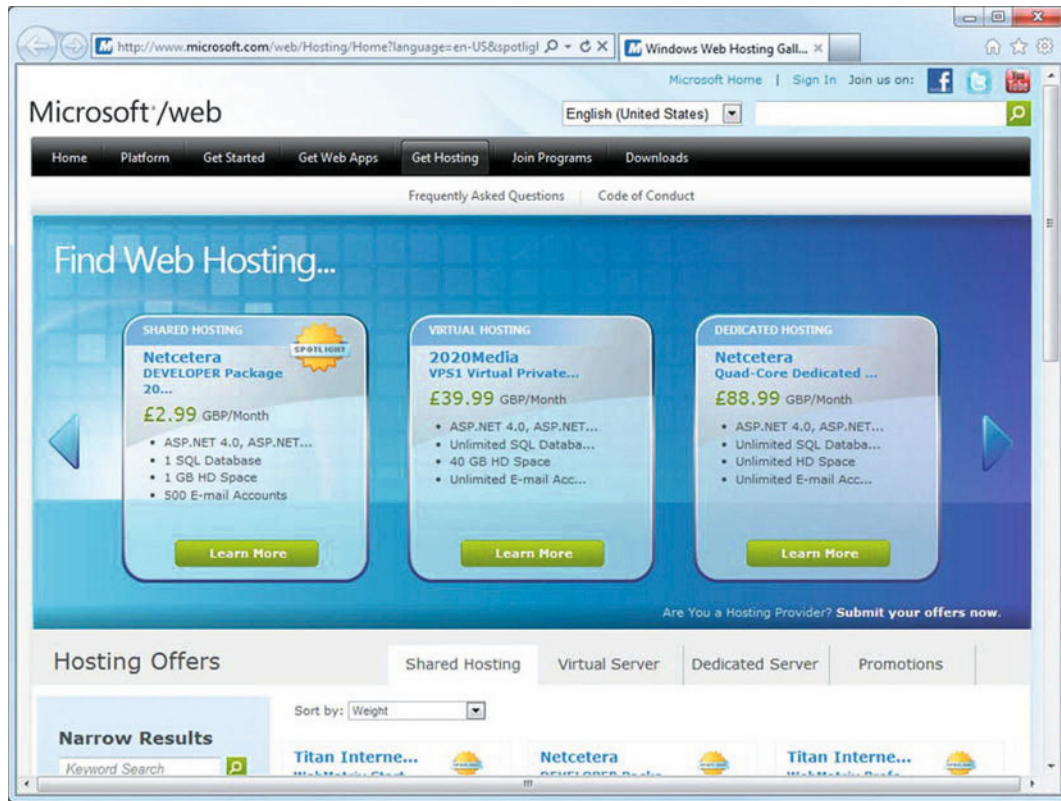 http://www.microsoft.com/web/Hosting/Home?language=en-US&spotligl
Windows Web Hosting Gall...
Microsoft Home | Sign In Join us on:
Microsoft /web
English (United States)
Home Platform Get Started Get Web Apps Get Hosting Join Programs Downloads
Frequently Asked Questions Code of Conduct
Find Web Hosting...
SHARED HOSTING
SPOTLIGHT
Netcetera
DEVELOPER Package
20...
£2.99 GBP/Month
• ASP.NET 4.0, ASP.NET...
• 1 SQL Database
• 1 GB HD Space
• 500 E-mail Accounts
Learn More
VIRTUAL HOSTING
2020Media
VPS1 Virtual Private...
£39.99 GBP/Month
• ASP.NET 4.0, ASP.NET...
• Unlimited SQL Databa...
• 40 GB HD Space
• Unlimited E-mail Acc...
Learn More
DEDICATED HOSTING
Netcetera
Quad-Core Dedicated ...
£88.99 GBP/Month
• ASP.NET 4.0, ASP.NET...
• Unlimited SQL Databa...
• Unlimited HD Space
• Unlimited E-mail Acc...
Learn More
Are You a Hosting Provider? Submit your offers now.
Hosting Offers
Shared Hosting Virtual Server Dedicated Server Promotions
Sort by: Weight
Narrow Results
Keyword Search
Titan Interne...
Netcetera
Titan Interne...